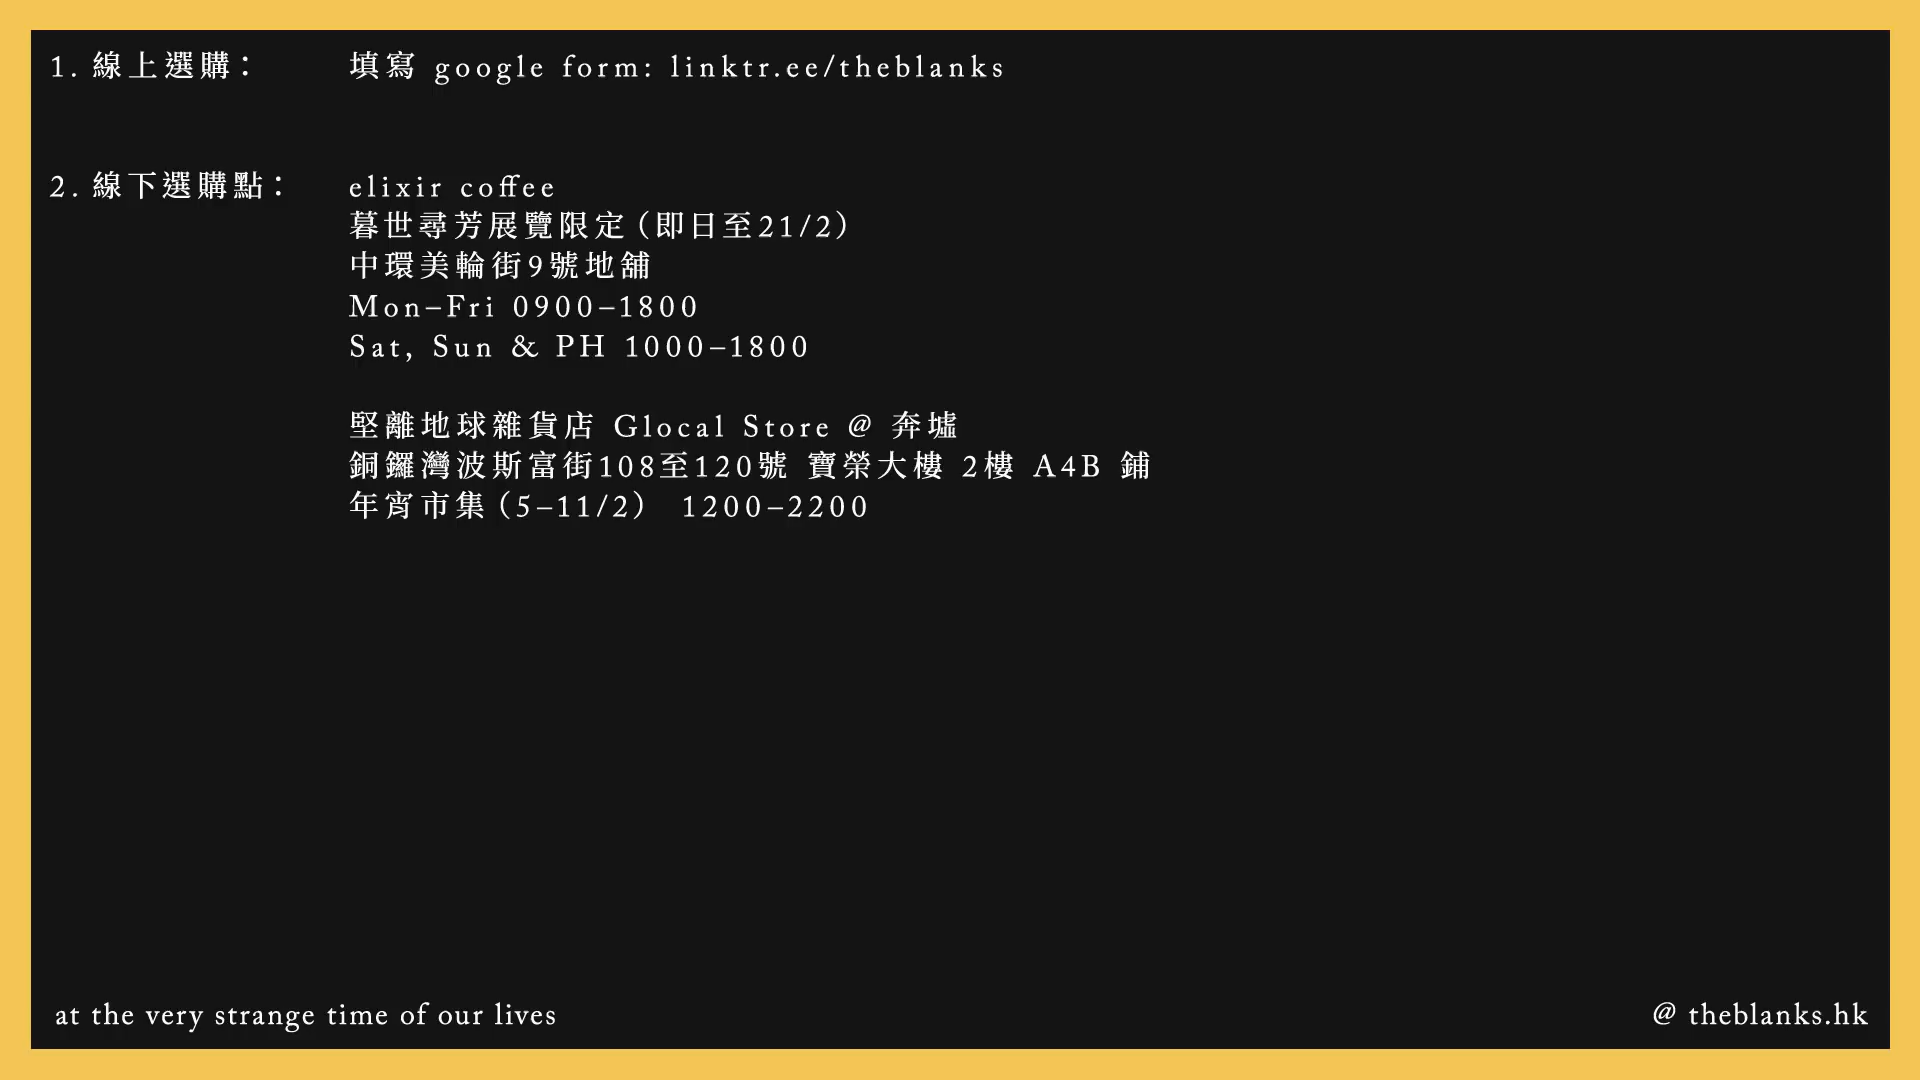 1. 線上選購： 填寫 google form: linktr.ee/theblanks
2. 線下選購點： elixir coffee
暮世尋芳展覽限定（即日至21/2）
中環美輪街9號地舖
Mon–Fri 0900–1800
Sat, Sun & PH 1000–1800
堅離地球雜貨店 Glocal Store @ 奔墟
銅鑼灣波斯富街108至120號 寶榮大樓 2樓 A4B 鋪
年宵市集（5–11/2） 1200–2200
at the very strange time of our lives
@ theblanks.hk